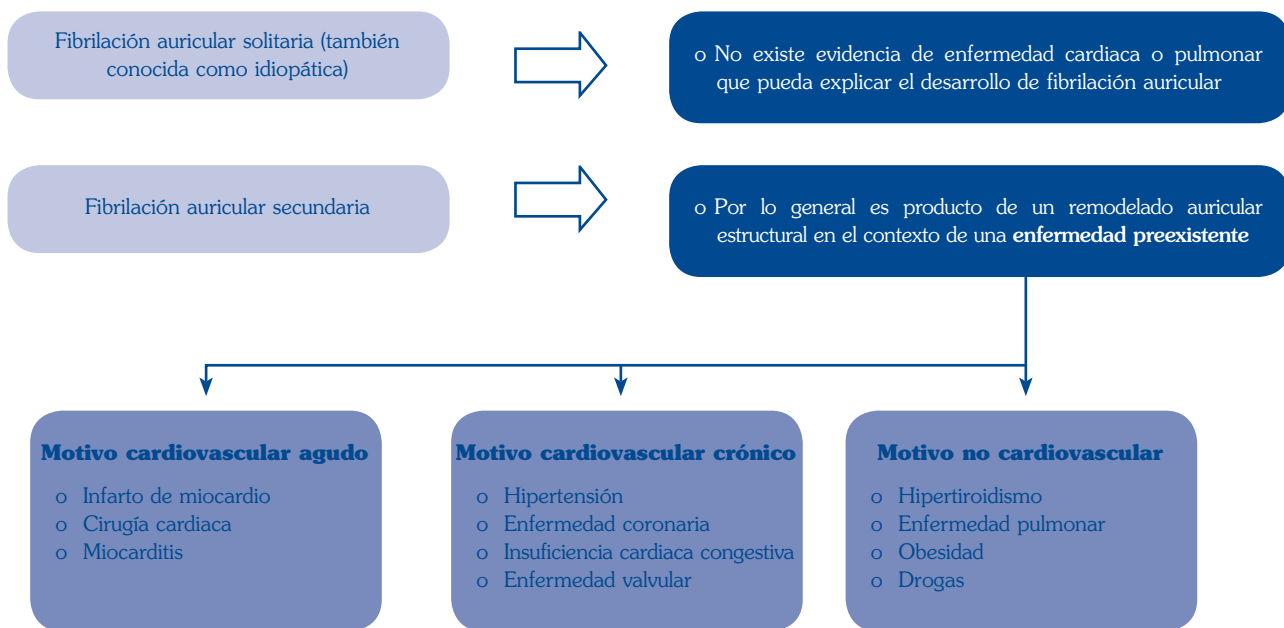 Fibrilación auricular solitaria (también
conocida como idiopática)
o No existe evidencia de enfermedad cardiaca o pulmonar
que pueda explicar el desarrollo de fibrilación auricular
Fibrilación auricular secundaria
o Por lo general es producto de un remodelado auricular
estructural en el contexto de una enfermedad preexistente
Motivo cardiovascular agudo
o Infarto de miocardio
o Cirugía cardiaca
o Miocarditis
Motivo cardiovascular crónico
o Hipertensión
o Enfermedad coronaria
o Insuficiencia cardiaca congestiva
o Enfermedad valvular
Motivo no cardiovascular
o Hipertiroidismo
o Enfermedad pulmonar
o Obesidad
o Drogas